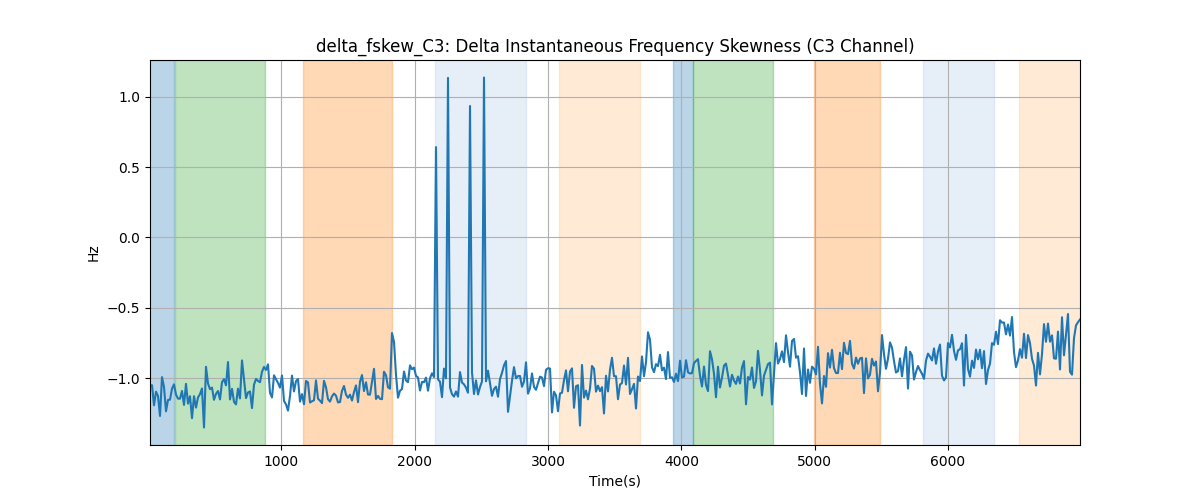 delta_fskew_C3: Delta Instantaneous Frequency Skewness (C3 Channel)
1.0
0.5
0.0
−0.5
−1.0
Hz
1000 2000 3000 4000 5000 6000
Time(s)